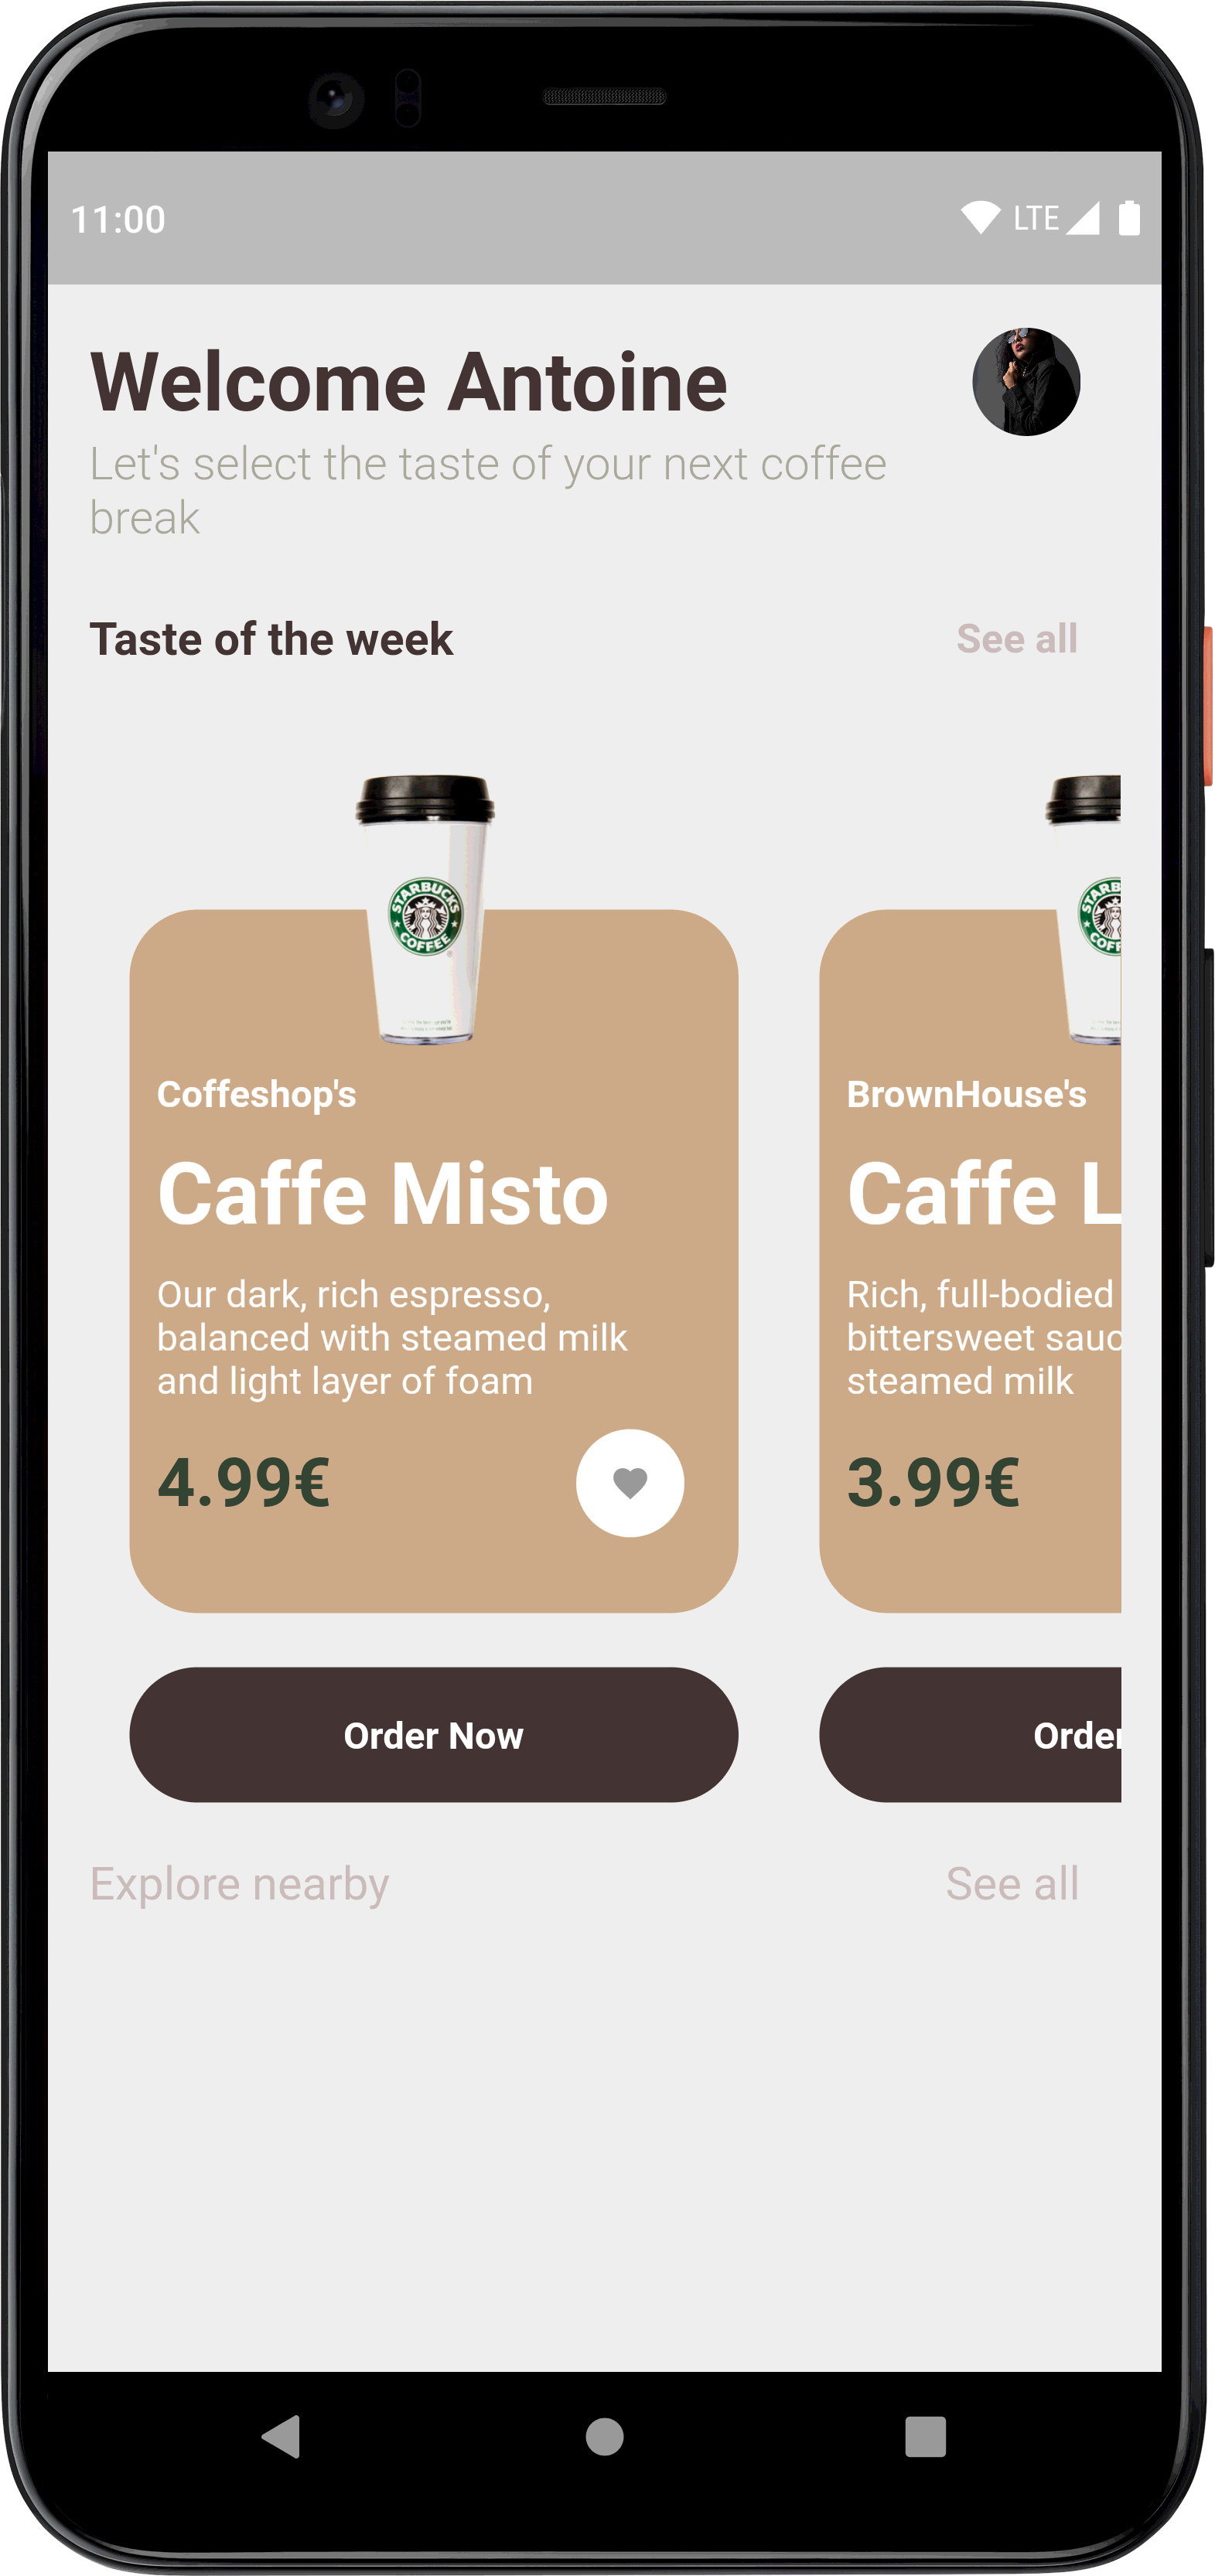 11:00 LTE
Welcome Antoine
Let's select the taste of your next coffee
break
Taste of the week See all
STARBUCKS
COFFEE
STARB
COFF
Coffeshop's
Caffe Misto
Our dark, rich espresso,
balanced with steamed milk
and light layer of foam
4.99€
Order Now
BrownHouse's
Caffe L
Rich, full-bodied
bittersweet sauc
steamed milk
3.99€
Order
Explore nearby See all